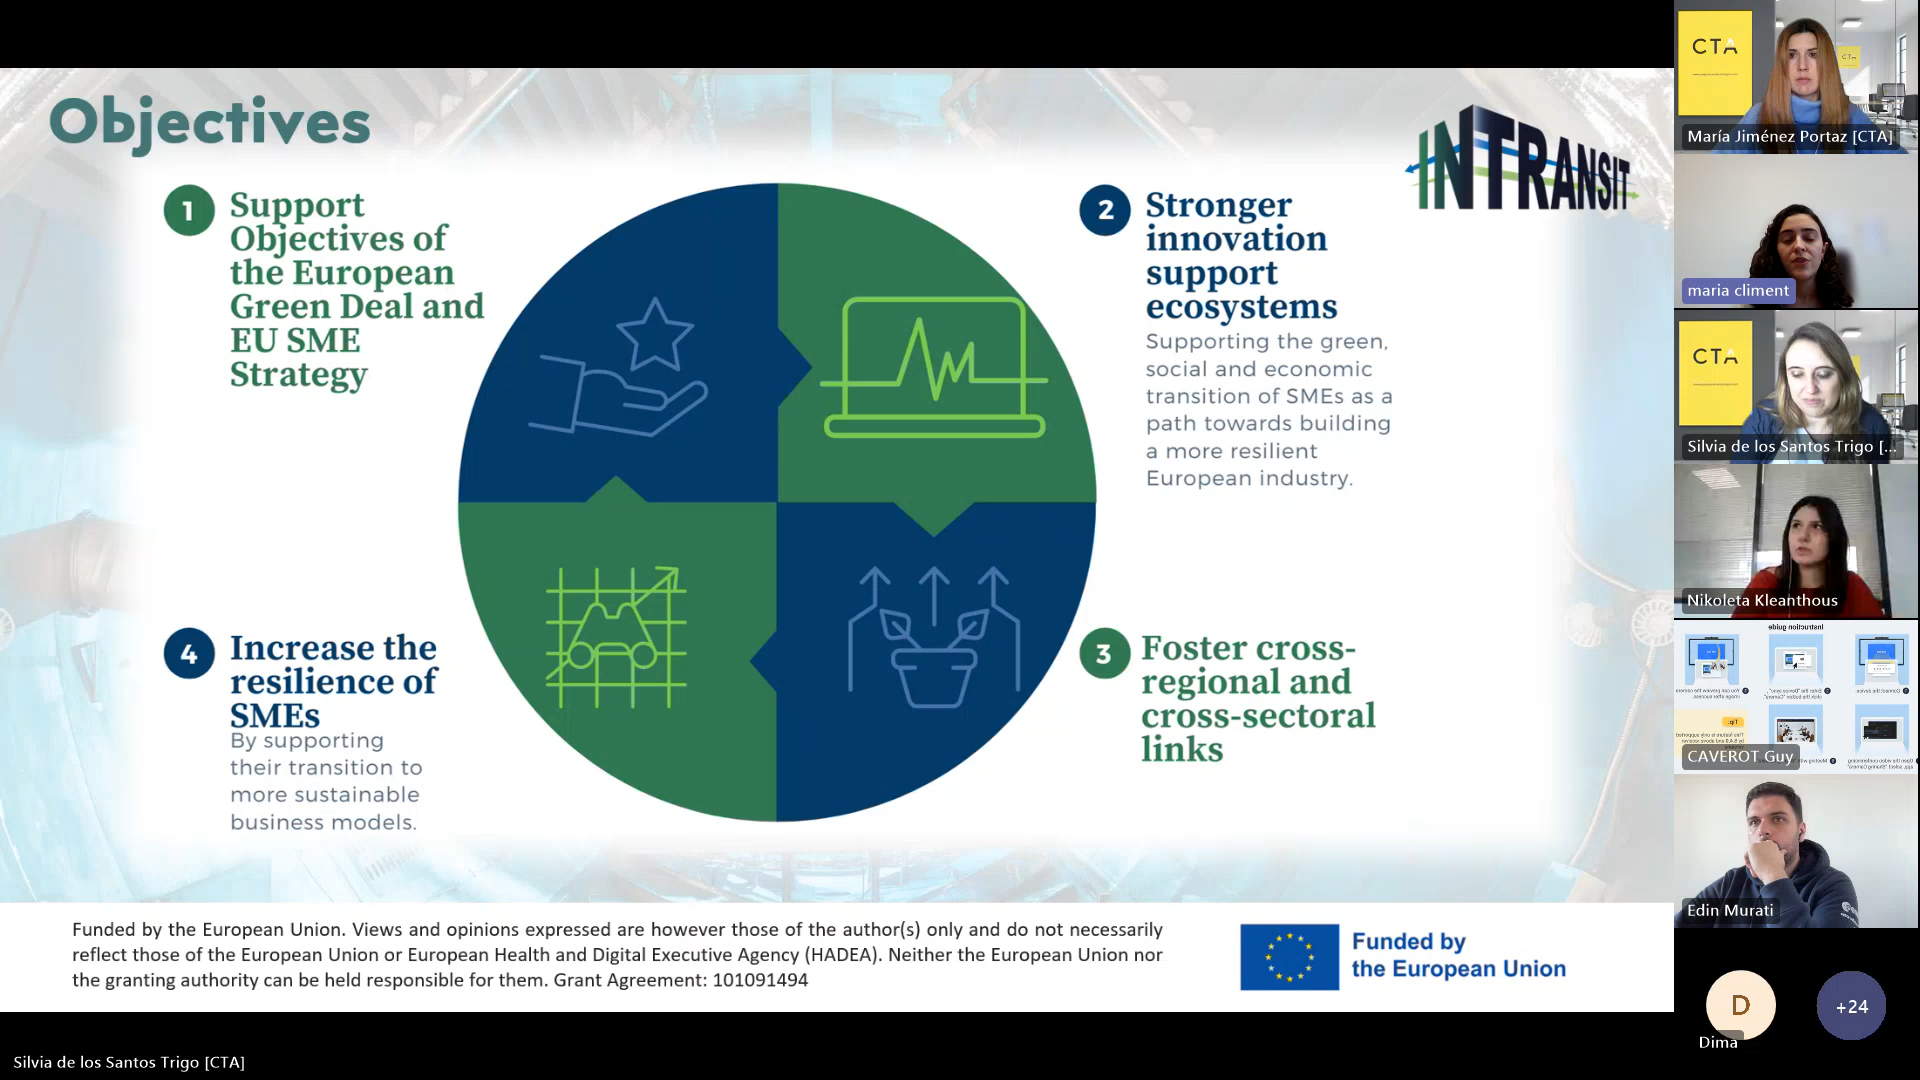 Objectives
INTRANSIT
1
Support
Objectives of
the European
Green Deal and
EU SME
Strategy
2
Stronger
innovation
support
ecosystems
Supporting the green,
social and economic
transition of SMEs as a
path towards building
a more resilient
European industry.
4
Increase the
resilience of
SMEs
By supporting
their transition to
more sustainable
business models.
3
Foster cross-
regional and
cross-sectoral
links
Funded by the European Union. Views and opinions expressed are however those of the author(s) only and do not necessarily
reflect those of the European Union or European Health and Digital Executive Agency (HADEA). Neither the European Union nor
the granting authority can be held responsible for them. Grant Agreement: 101091494
Funded by
the European Union
Silvia de los Santos Trigo [CTA]
CTA
María Jiménez Portaz [CTA]
maria climent
CTA
Silvia de los Santos Trigo [...
Nikoleta Kleanthous
Instruction guide
Tip:
CAVEROT Guy
Edin Murati
D
Dima
+24